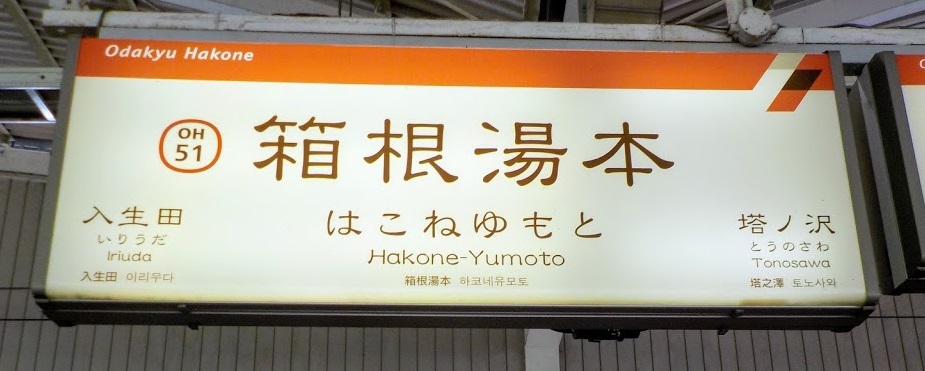 Odakyu Hakone
OH
51
箱根湯本
はこねゆもと
Hakone-Yumoto
箱根湯本 하코네유모토
入生田
いりうだ
Iriuda
入生田 이리우다
塔ノ沢
とうのさわ
Tonosawa
塔之澤 토노사와